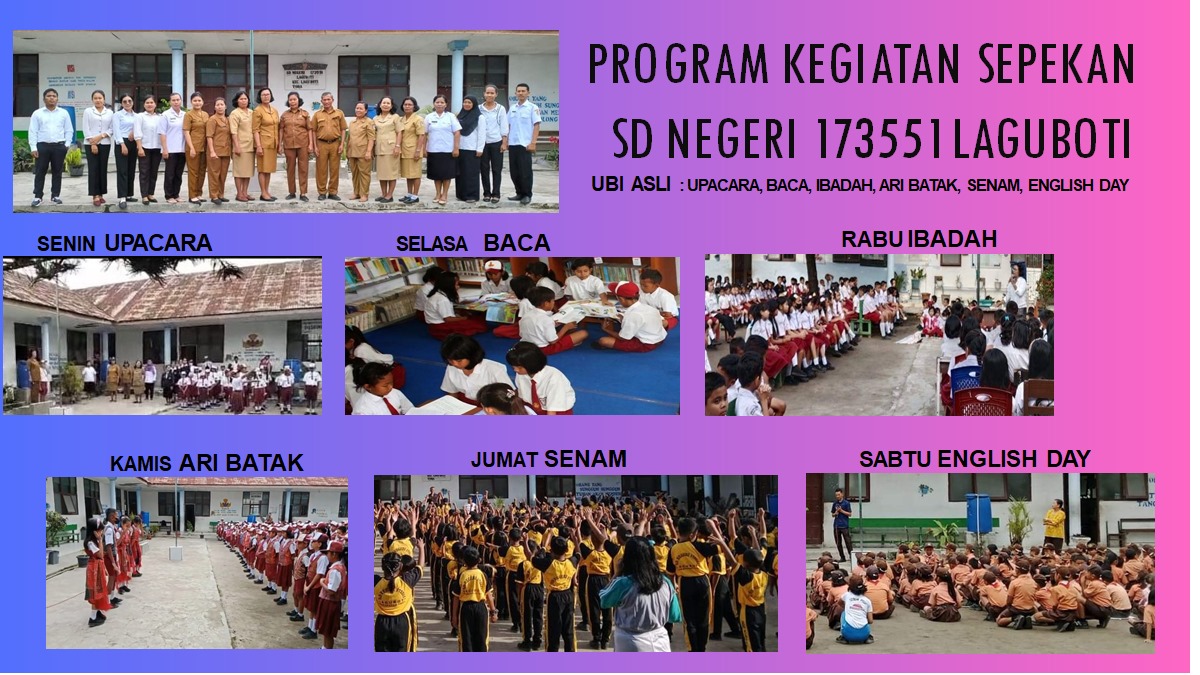 PROGRAM KEGIATAN SEPEKAN
SD NEGERI 173551 LAGUBOTI
UBI ASLI : UPACARA, BACA, IBADAH, ARI BATAK, SENAM, ENGLISH DAY
SENIN UPACARA
SELASA BACA
RABU IBADAH
KAMIS ARI BATAK
JUMAT SENAM
SABTU ENGLISH DAY